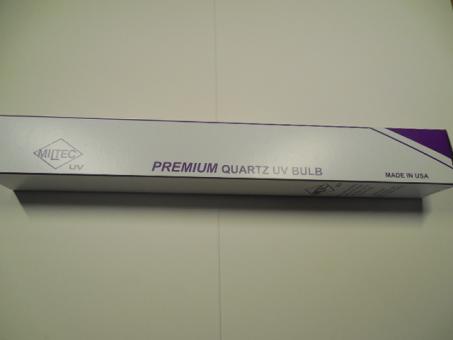 MILTEC
UV
PREMIUM QUARTZ UV BULB
MADE IN USA